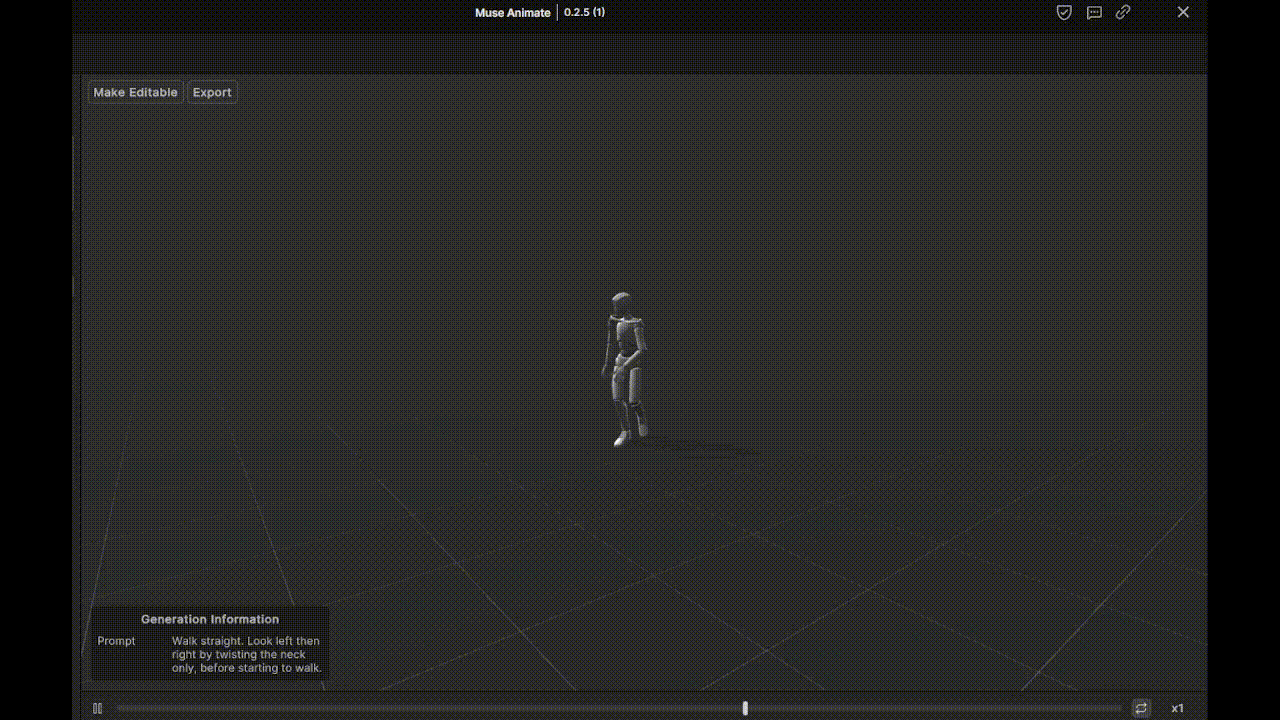 Muse Animate | 0.2.5 (1)
Make Editable Export
Generation Information
Prompt Walk straight. Look left then
right by twisting the neck
only, before starting to walk.
x1